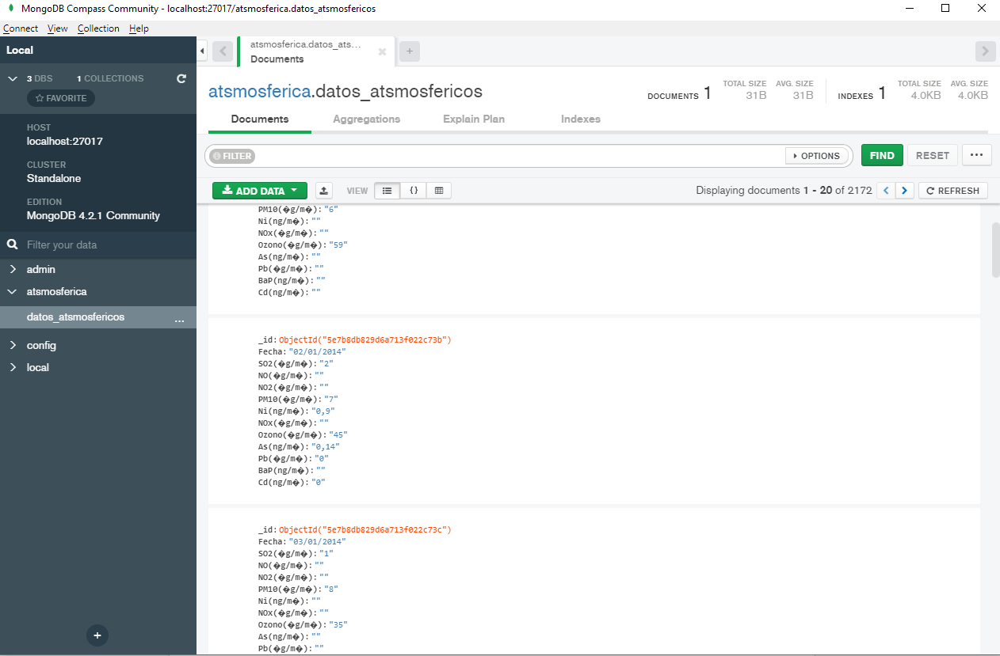 MongoDB Compass Community - localhost:27017/atsmosferica.datos_atsmosfericos
Connect View Collection Help
Local
3 DBS 1 COLLECTIONS
FAVORITE
HOST
localhost:27017
CLUSTER
Standalone
EDITION
MongoDB 4.2.1 Community
Filter your data
admin
atsmosferica
datos_atsmosfericos ...
config
local
+
atsmosferica.datos_ats...
Documents
+
atsmosferica.datos_atsmosfericos
DOCUMENTS 1 TOTAL SIZE 31B AVG. SIZE 31B INDEXES 1 TOTAL SIZE 4.0KB AVG. SIZE 4.0KB
Documents Aggregations Explain Plan Indexes
FILTER OPTIONS FIND RESET ...
ADD DATA VIEW {} Displaying documents 1 - 20 of 2172 < > REFRESH
PM10(�g/m�): "6"
Ni(ng/m�): ""
NOx(�g/m�): ""
Ozono(�g/m�): "59"
As(ng/m�): ""
Pb(�g/m�): ""
BaP(ng/m�): ""
Cd(ng/m�): ""
_id: ObjectId("5e7b8db829d6a713f022c73b")
Fecha: "02/01/2014"
SO2(�g/m�): "2"
NO(�g/m�): ""
NO2(�g/m�): ""
PM10(�g/m�): "7"
Ni(ng/m�): "0,9"
NOx(�g/m�): ""
Ozono(�g/m�): "45"
As(ng/m�): "0,14"
Pb(�g/m�): "0"
BaP(ng/m�): ""
Cd(ng/m�): "0"
_id: ObjectId("5e7b8db829d6a713f022c73c")
Fecha: "03/01/2014"
SO2(�g/m�): "1"
NO(�g/m�): ""
NO2(�g/m�): ""
PM10(�g/m�): "8"
Ni(ng/m�): ""
NOx(�g/m�): ""
Ozono(�g/m�): "35"
As(ng/m�): ""
Pb(�g/m�): ""